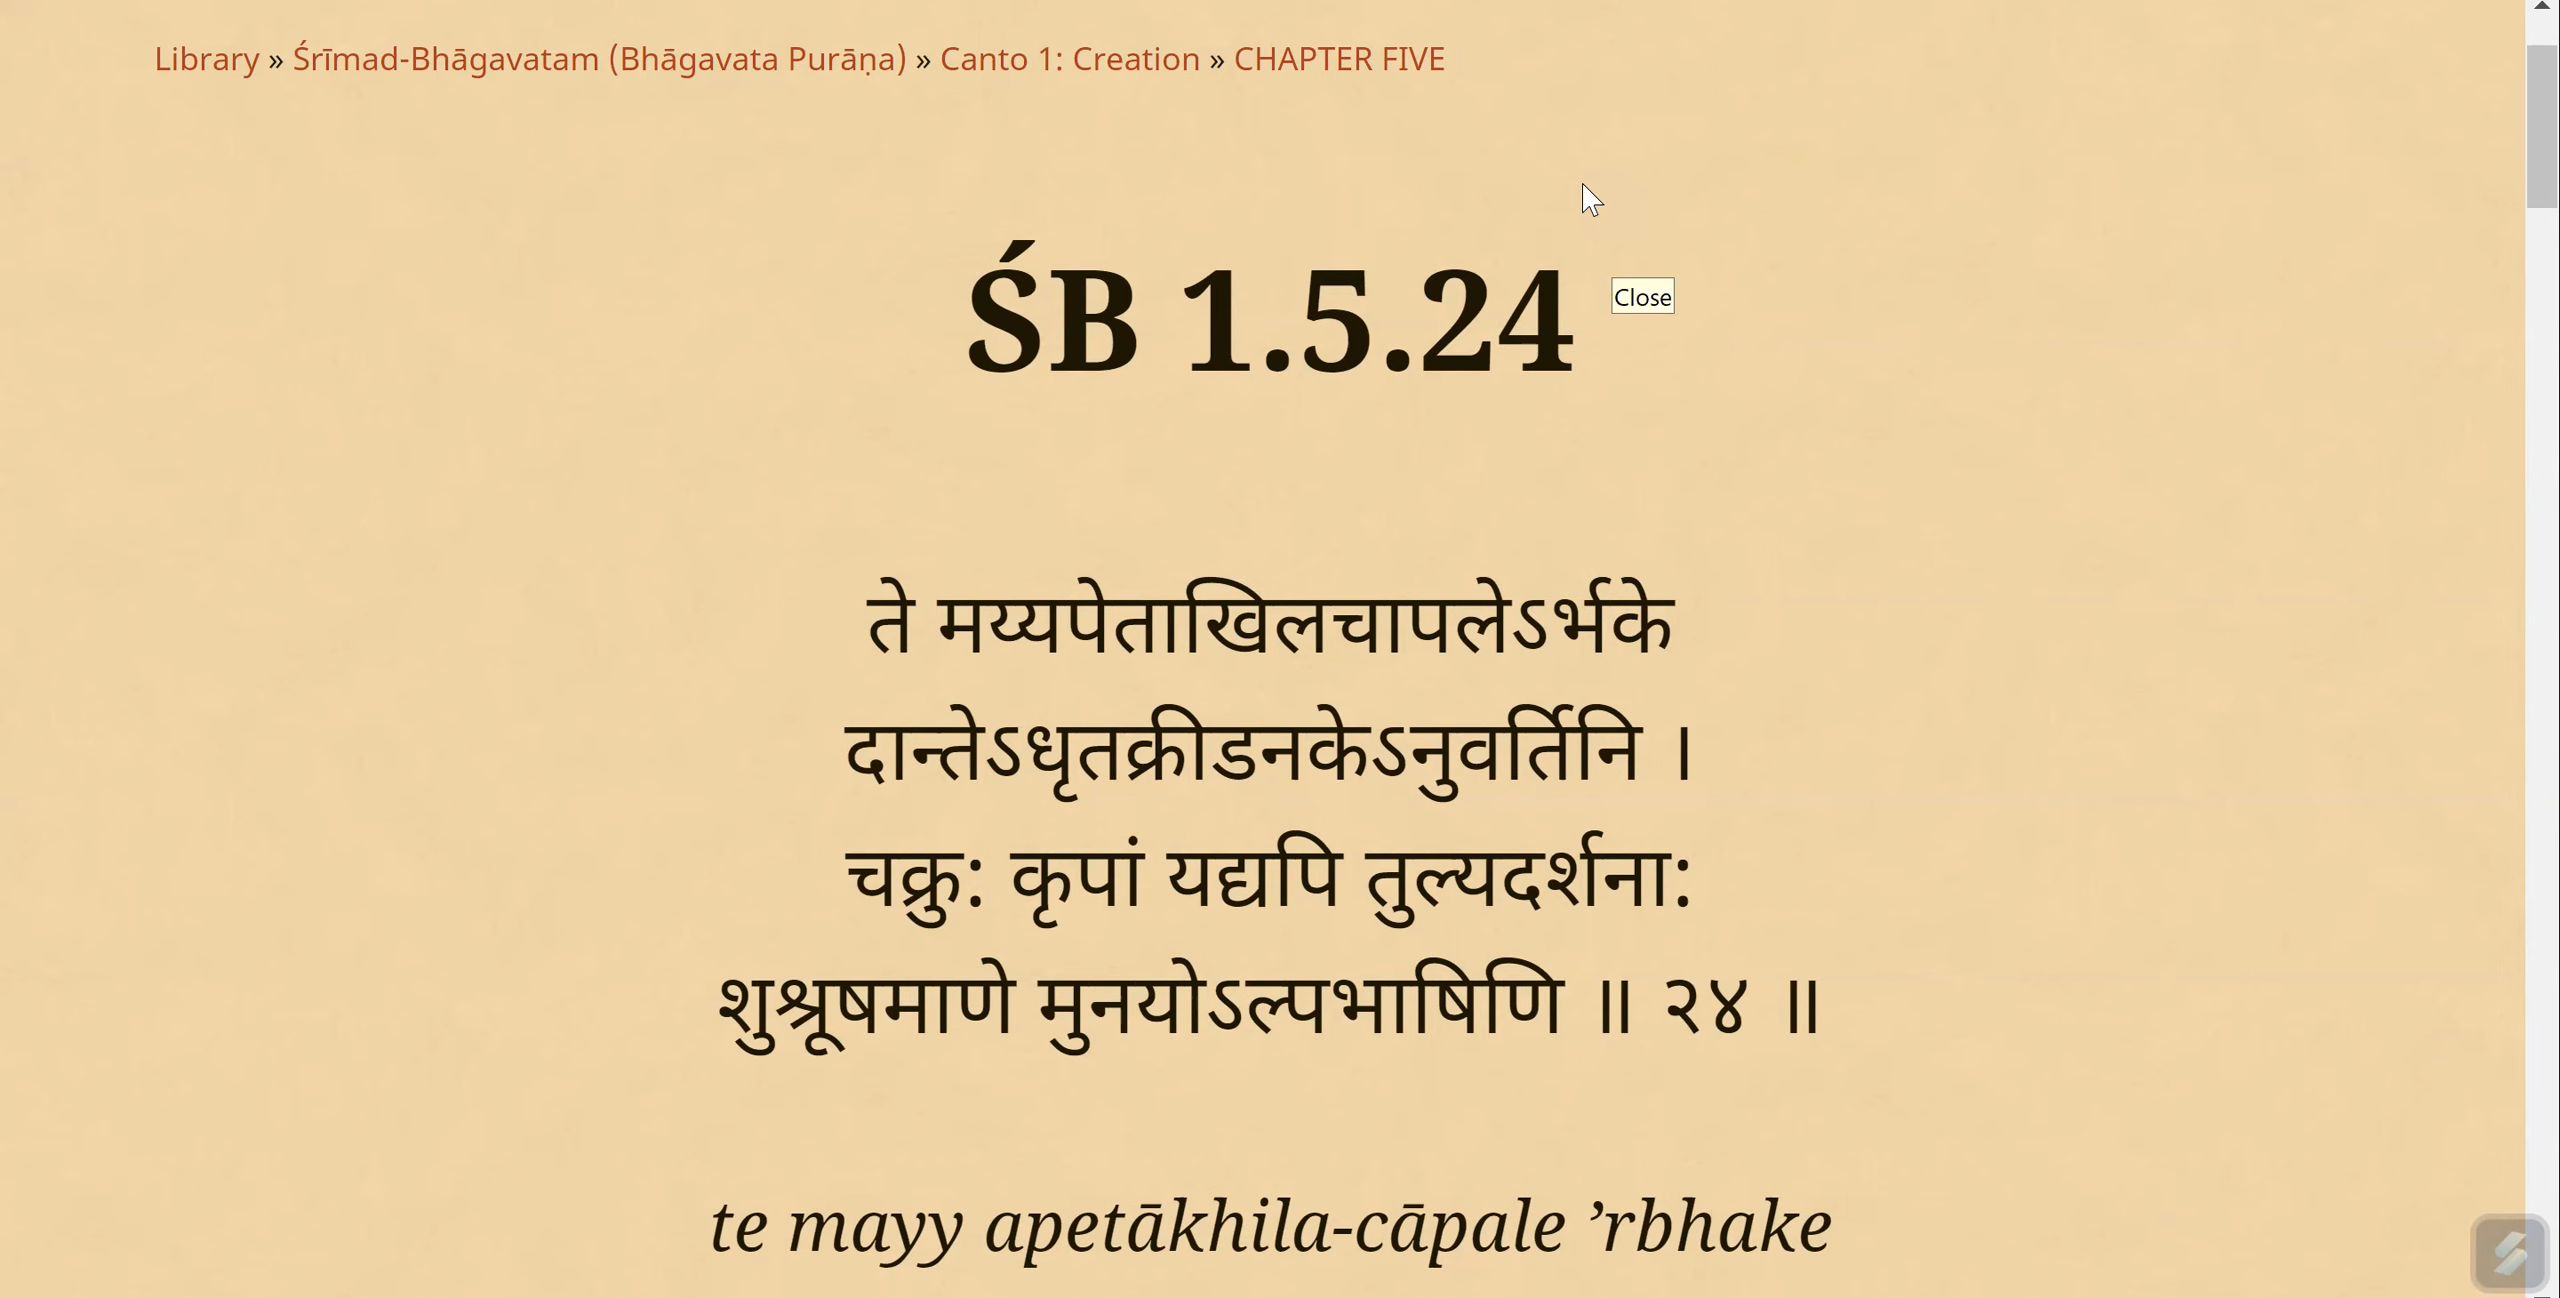 Library » Śrīmad-Bhāgavatam (Bhāgavata Purāṇa) » Canto 1: Creation » CHAPTER FIVE
ŚB 1.5.24
Close
ते मय्यपेताखिलचापलेऽर्भके
दान्तेऽधृतक्रीडनकेऽनुवर्तिनि ।
चक्रु: कृपां यद्यपि तुल्यदर्शना:
शुश्रूषमाणे मुनयोऽल्पभाषिणि ॥ २४ ॥
te mayy apetākhila-cāpale ’rbhake